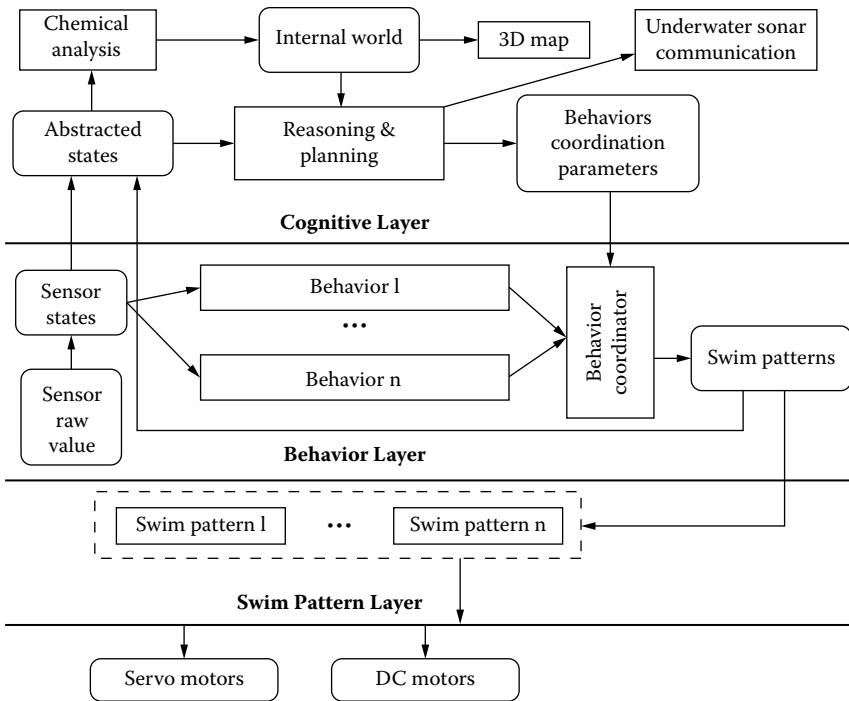 Chemical
analysis
Internal world
3D map
Underwater sonar
communication
Abstracted
states
Reasoning &
planning
Behaviors
coordination
parameters
Cognitive Layer
Sensor
states
Behavior l
...
Behavior n
Behavior
coordinator
Swim patterns
Sensor
raw
value
Behavior Layer
Swim pattern l
...
Swim pattern n
Swim Pattern Layer
Servo motors
DC motors